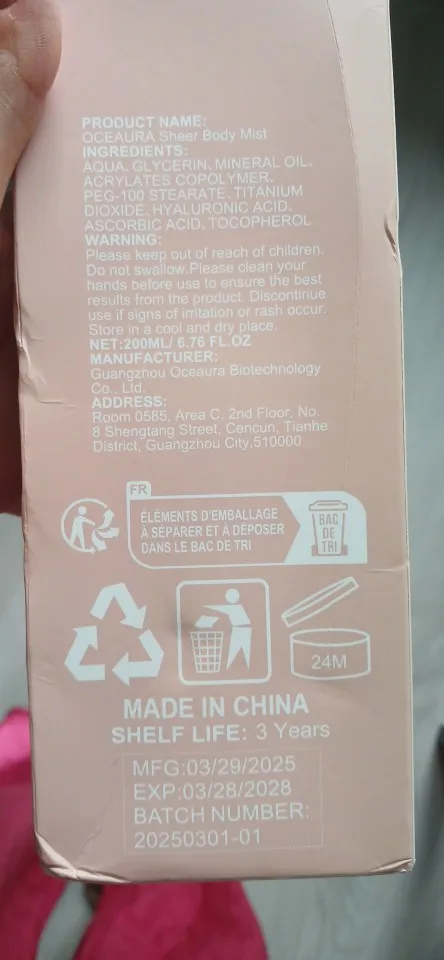 PRODUCT NAME:
OCEAURA Sheer Body Mist
INGREDIENTS:
AQUA, GLYCERIN, MINERAL OIL,
ACRYLATES COPOLYMER,
PEG-100 STEARATE, TITANIUM
DIOXIDE, HYALURONIC ACID,
ASCORBIC ACID, TOCOPHEROL
WARNING:
Please keep out of reach of children.
Do not swallow.Please clean your
hands before use to ensure the best
results from the product. Discontinue
use if signs of irritation or rash occur.
Store in a cool and dry place.
NET:200ML/ 6.76 FL.OZ
MANUFACTURER:
Guangzhou Oceaura Biotechnology
Co., Ltd.
ADDRESS:
Room 0585, Area C, 2nd Floor, No.
8 Shengtang Street, Cencun, Tianhe
District, Guangzhou City,510000
FR
ÉLÉMENTS D'EMBALLAGE
À SÉPARER ET À DÉPOSER
DANS LE BAC DE TRI
BAC
DE
TRI
24M
MADE IN CHINA
SHELF LIFE: 3 Years
MFG:03/29/2025
EXP:03/28/2028
BATCH NUMBER:
20250301-01